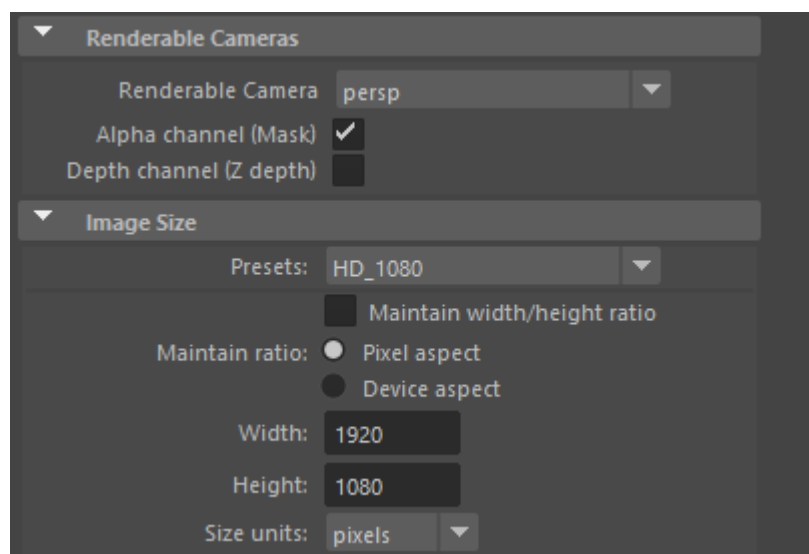 Renderable Cameras
Renderable Camera persp
Alpha channel (Mask)
Depth channel (Z depth)
Image Size
Presets: HD_1080
Maintain width/height ratio
Maintain ratio: Pixel aspect
Device aspect
Width: 1920
Height: 1080
Size units: pixels